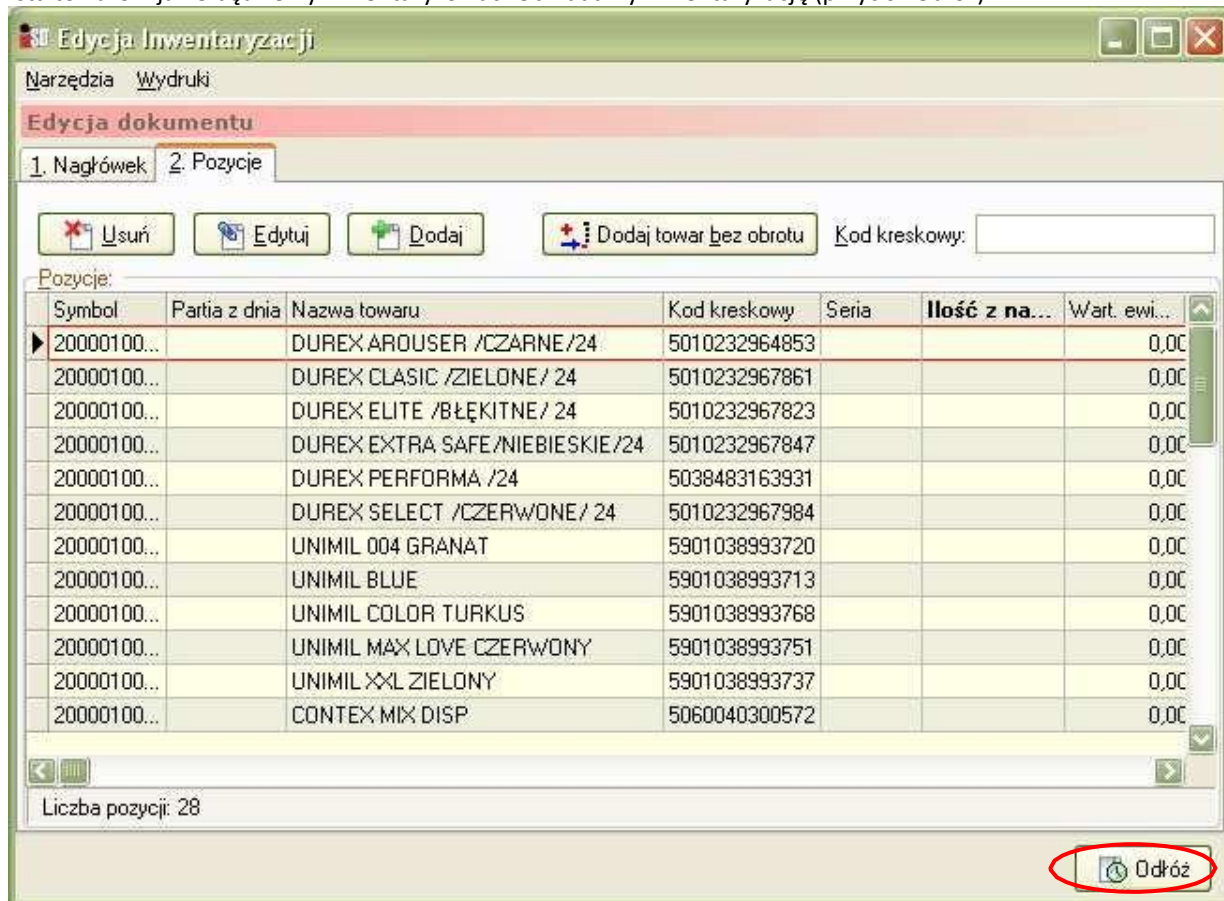 Edycja Inwentaryzacji
Narzędzia Wydruki
Edycja dokumentu
1. Nagłówek 2. Pozycje
Usuń Edytuj Dodaj Dodaj towar bez obrotu Kod kreskowy:
Pozycje:
Symbol Partia z dnia Nazwa towaru Kod kreskowy Seria Ilość z na... Wart. ewi...
20000100... DUREX AROUSER /CZARNE/24 5010232964853 0,00
20000100... DUREX CLASIC /ZIELONE/ 24 5010232967861 0,00
20000100... DUREX ELITE /BŁĘKITNE/ 24 5010232967823 0,00
20000100... DUREX EXTRA SAFE/NIEBIESKIE/24 5010232967847 0,00
20000100... DUREX PERFORMA /24 5038483163931 0,00
20000100... DUREX SELECT /CZERWONE/ 24 5010232967984 0,00
20000100... UNIMIL 004 GRANAT 5901038993720 0,00
20000100... UNIMIL BLUE 5901038993713 0,00
20000100... UNIMIL COLOR TURKUS 5901038993768 0,00
20000100... UNIMIL MAX LOVE CZERWONY 5901038993751 0,00
20000100... UNIMIL XXL ZIELONY 5901038993737 0,00
20000100... CONTEX MIX DISP 5060040300572 0,00
Liczba pozycji: 28
Odłóż